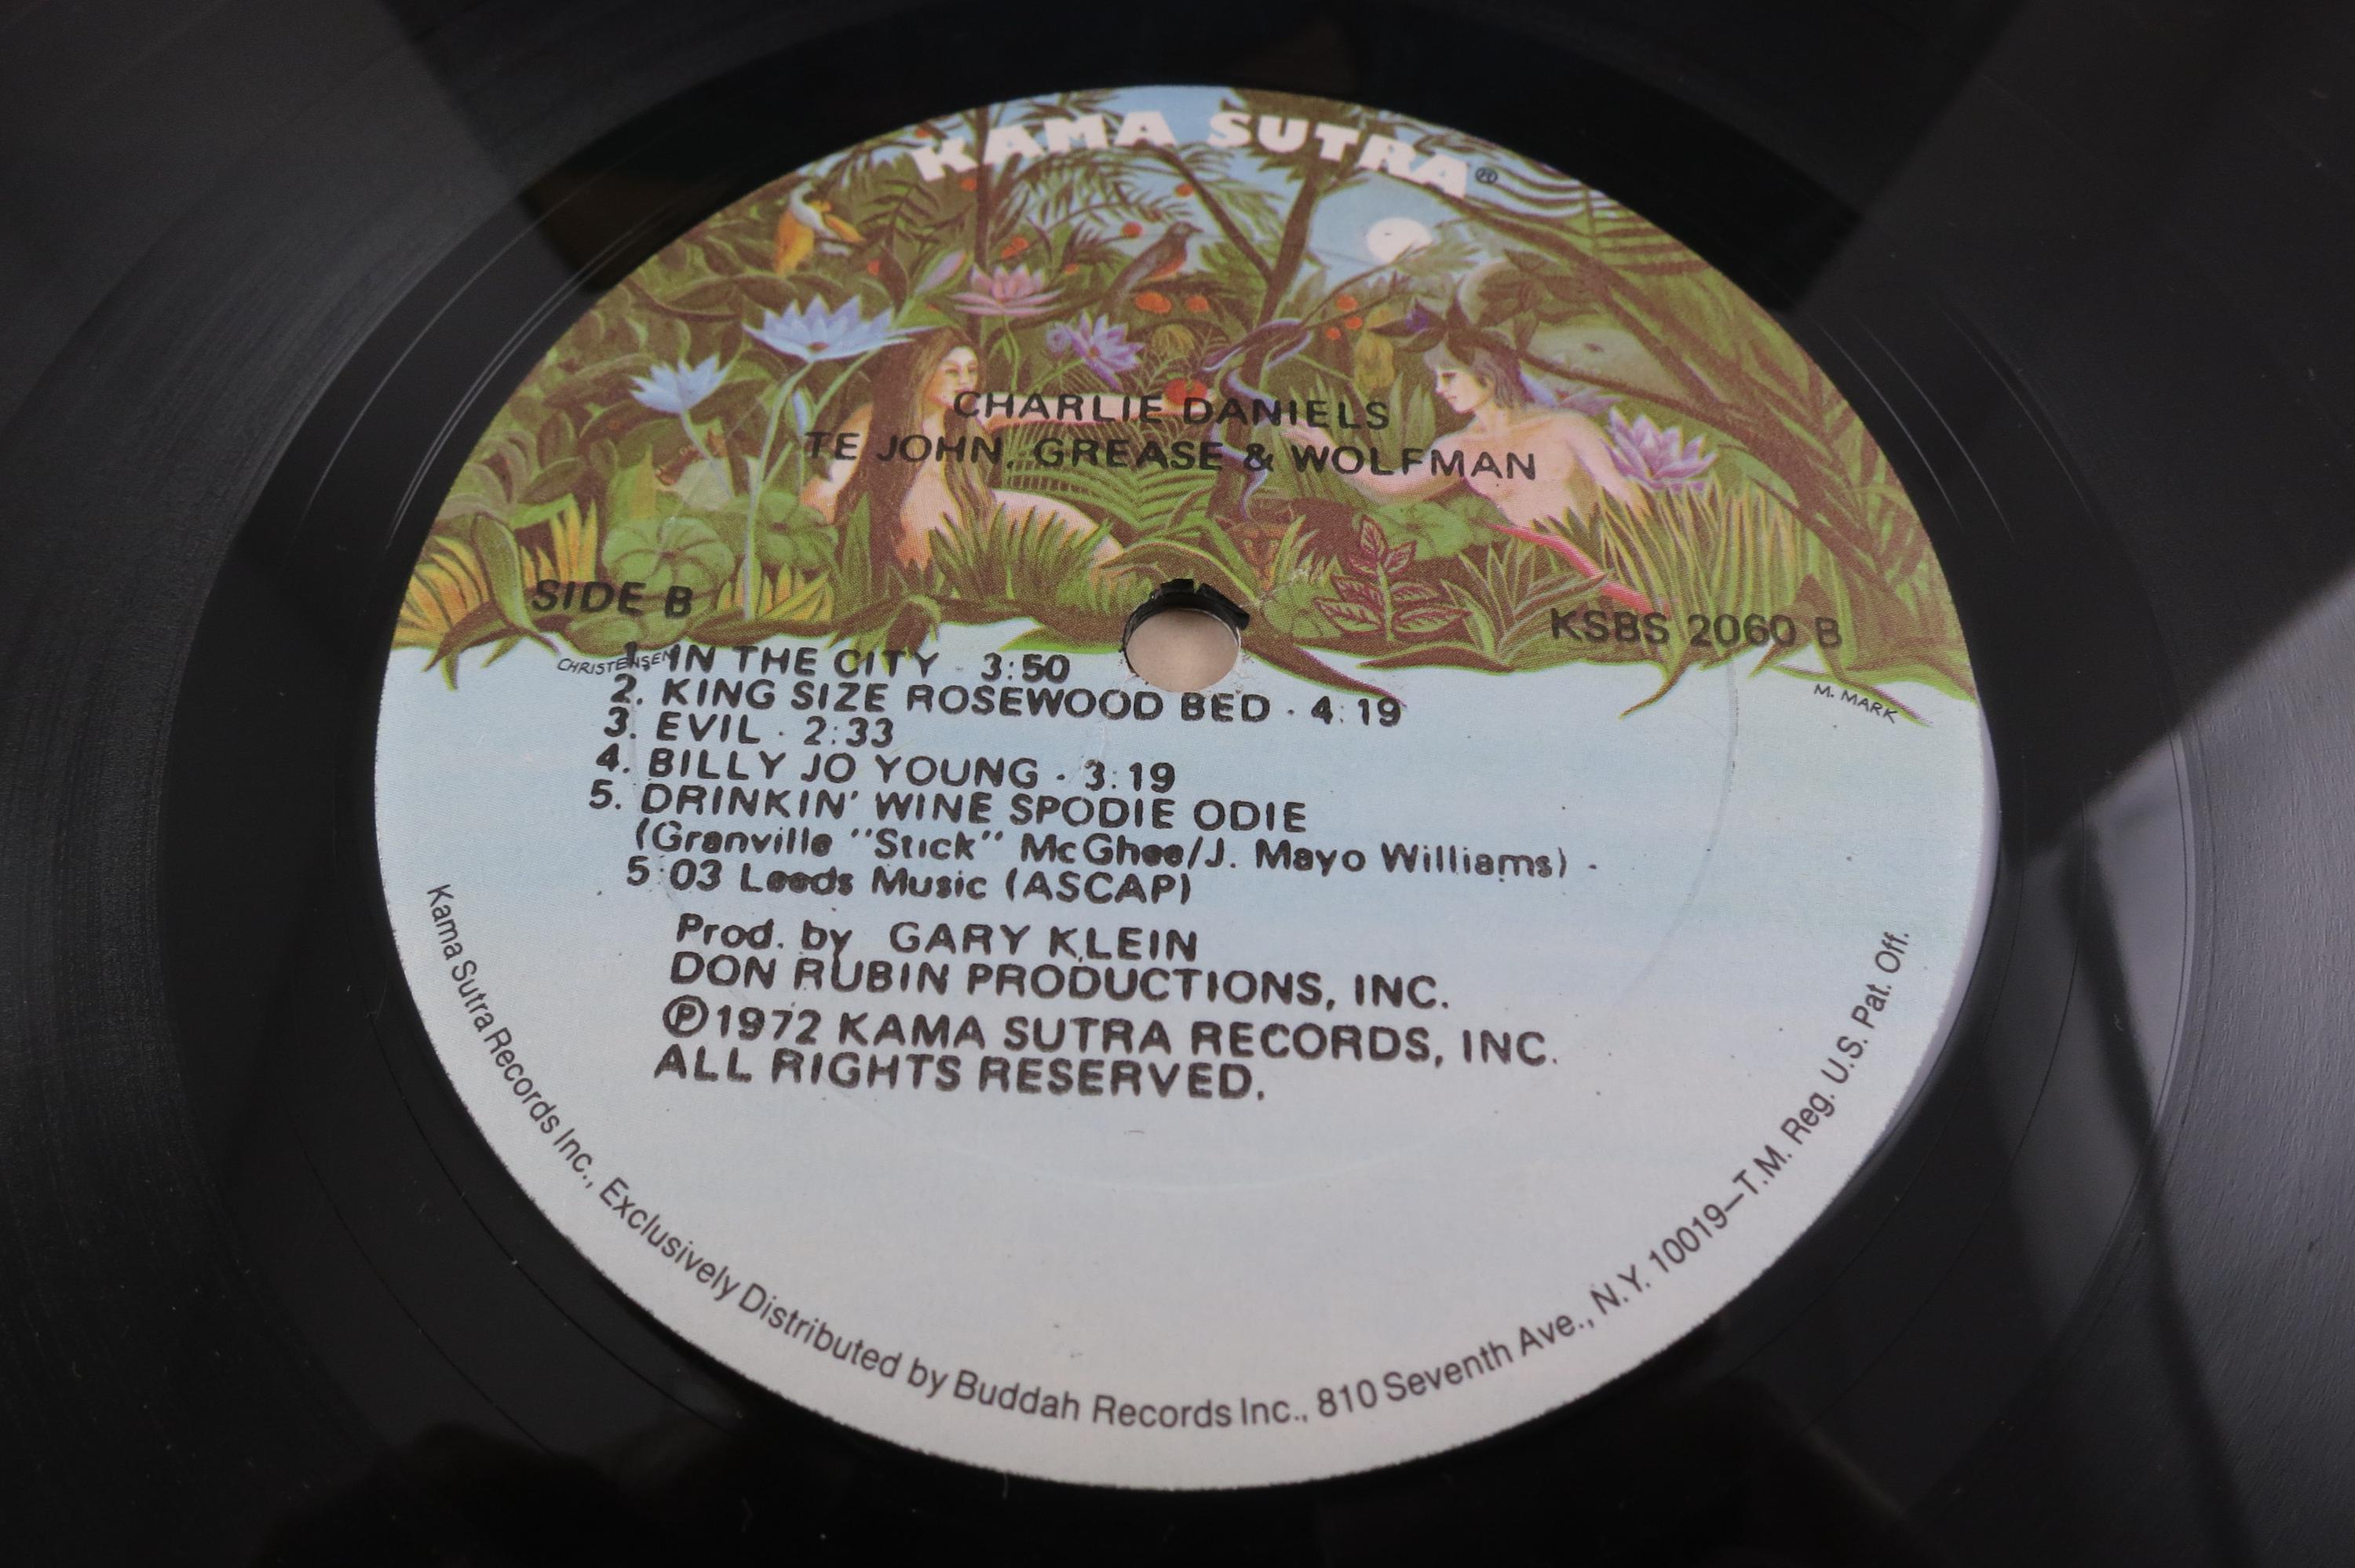 KAMA SUTRA®
CHARLIE DANIELS
TE JOHN, GREASE & WOLFMAN
SIDE B
KSBS 2060 B
CHRISTENSEN
M. MARK
1. IN THE CITY · 3:50
2. KING SIZE ROSEWOOD BED · 4:19
3. EVIL · 2:33
4. BILLY JO YOUNG · 3:19
5. DRINKIN' WINE SPODIE ODIE
(Granville "Stick" McGhee/J. Mayo Williams) ·
5:03 Leeds Music (ASCAP)
Prod. by GARY KLEIN
DON RUBIN PRODUCTIONS, INC.
℗1972 KAMA SUTRA RECORDS, INC.
ALL RIGHTS RESERVED.
Kama Sutra Records Inc., Exclusively Distributed by Buddah Records Inc., 810 Seventh Ave., N.Y. 10019—T.M. Reg. U.S. Pat. Off.